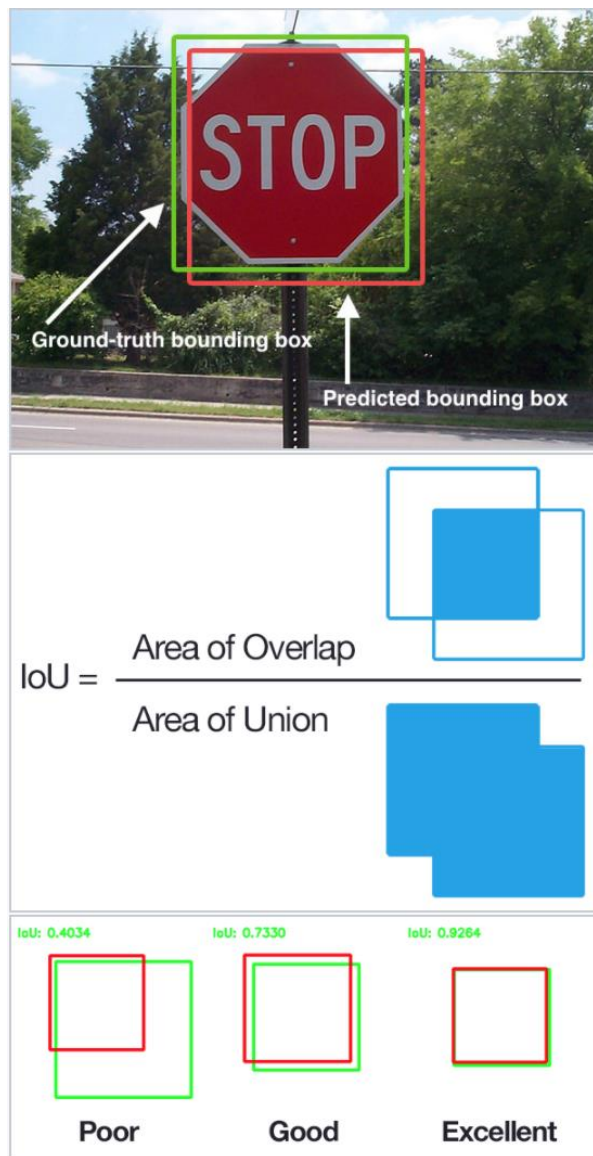 STOP
Ground-truth bounding box
Predicted bounding box
Area of Overlap
IoU =
Area of Union
IoU: 0.4034 IoU: 0.7330 IoU: 0.9264
Poor Good Excellent